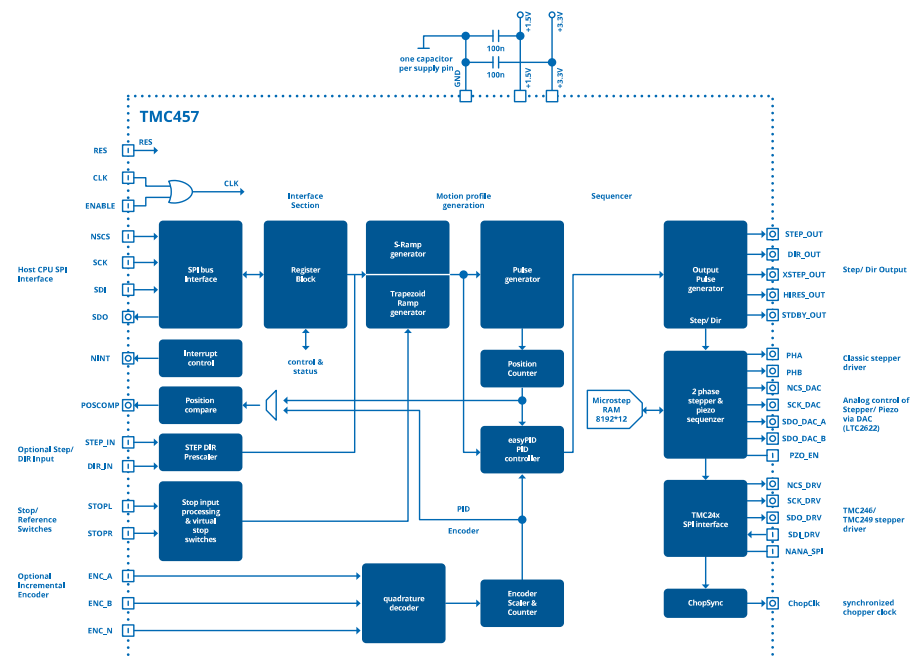 +1.5V
+3.3V
100n
one capacitor
per supply pin
100n
GND
+1.5V
+3.3V
TMC457
RES
RES
CLK
CLK
ENABLE
Interface
Section
Motion profile
generation
Sequencer
Host CPU SPI
Interface
NSCS
SCK
SDI
SDO
SPI bus
Interface
Register
Block
S-Ramp
generator
Trapezoid
Ramp
generator
Pulse
generator
Output
Pulse
generator
Step/ Dir
STEP_OUT
DIR_OUT
XSTEP_OUT
HIRES_OUT
STDBY_OUT
Step/ Dir Output
NINT
Interrupt
control
control &
status
Position
Counter
POSCOMP
Position
compare
Microstep
RAM
8192*12
2 phase
stepper &
piezo
sequenzer
PHA
PHB
NCS_DAC
SCK_DAC
SDO_DAC_A
SDO_DAC_B
PZO_EN
Classic stepper
driver
Analog control of
Stepper/ Piezo
via DAC
(LTC2622)
Optional Step/
DIR Input
STEP_IN
DIR_IN
STEP DIR
Prescaler
easyPID
PID
controller
Stop/
Reference
Switches
STOPL
STOPR
Stop input
processing
& virtual
stop
switches
PID
Encoder
TMC24x
SPI interface
NCS_DRV
SCK_DRV
SDO_DRV
SDI_DRV
NANA_SPI
TMC246/
TMC249 stepper
driver
Optional
Incremental
Encoder
ENC_A
ENC_B
ENC_N
quadrature
decoder
Encoder
Scaler &
Counter
ChopSync
ChopClk
synchronized
chopper clock